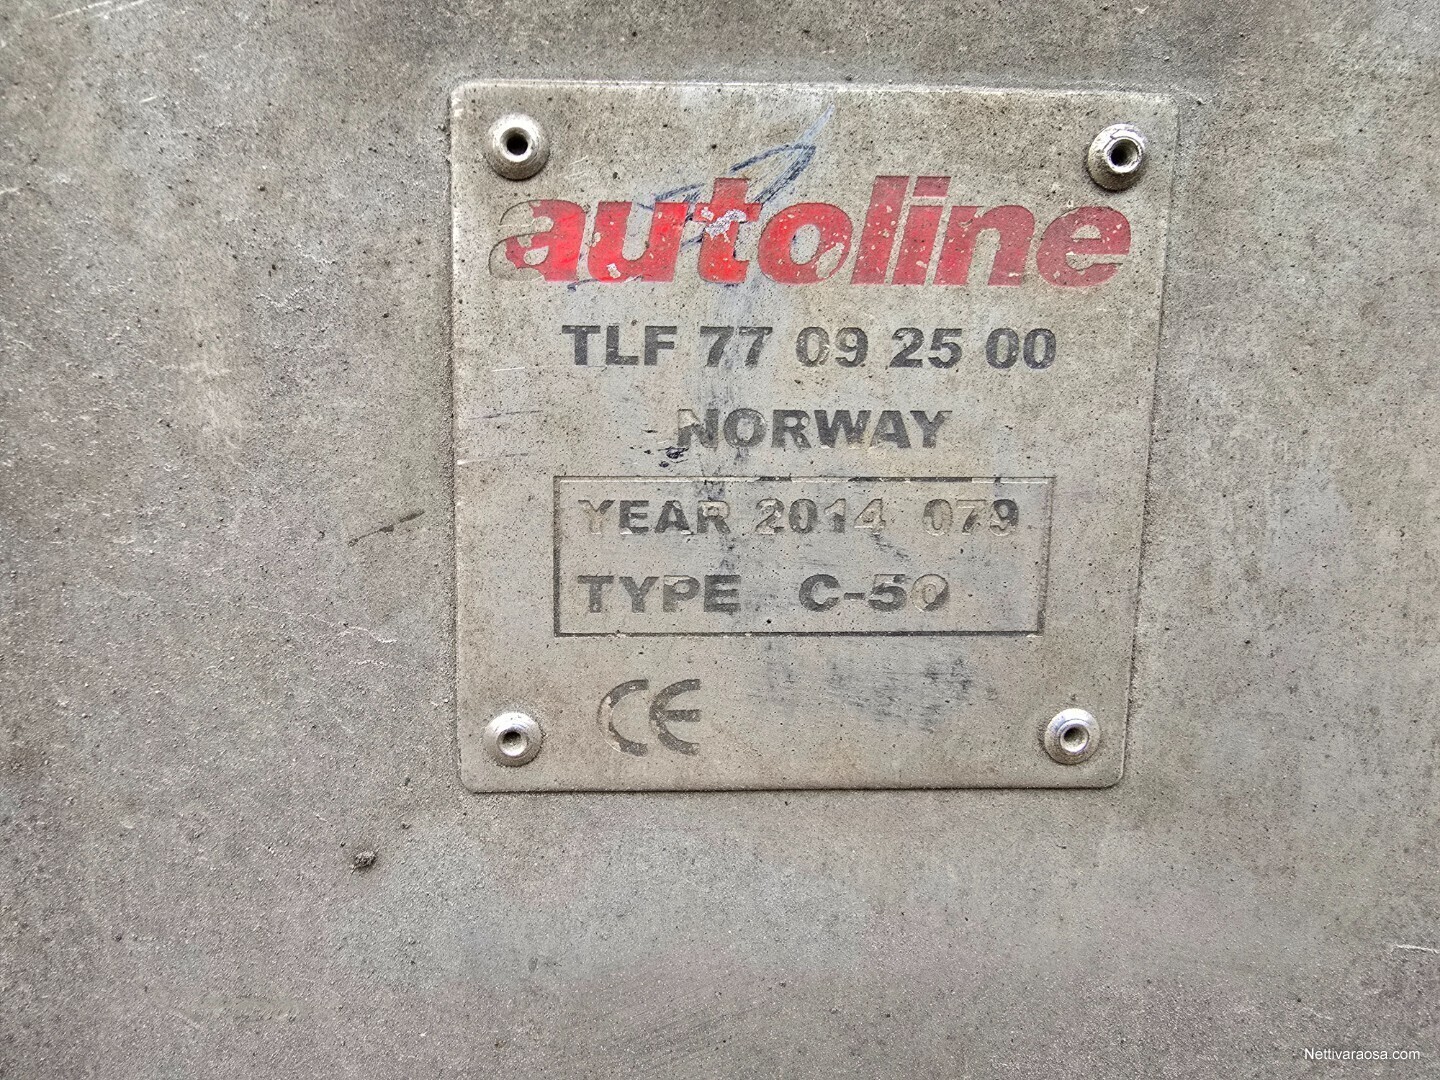 autoline
TLF 77 09 25 00
NORWAY
YEAR 2014 079
TYPE C-50
CE
Nettivaraosa.com